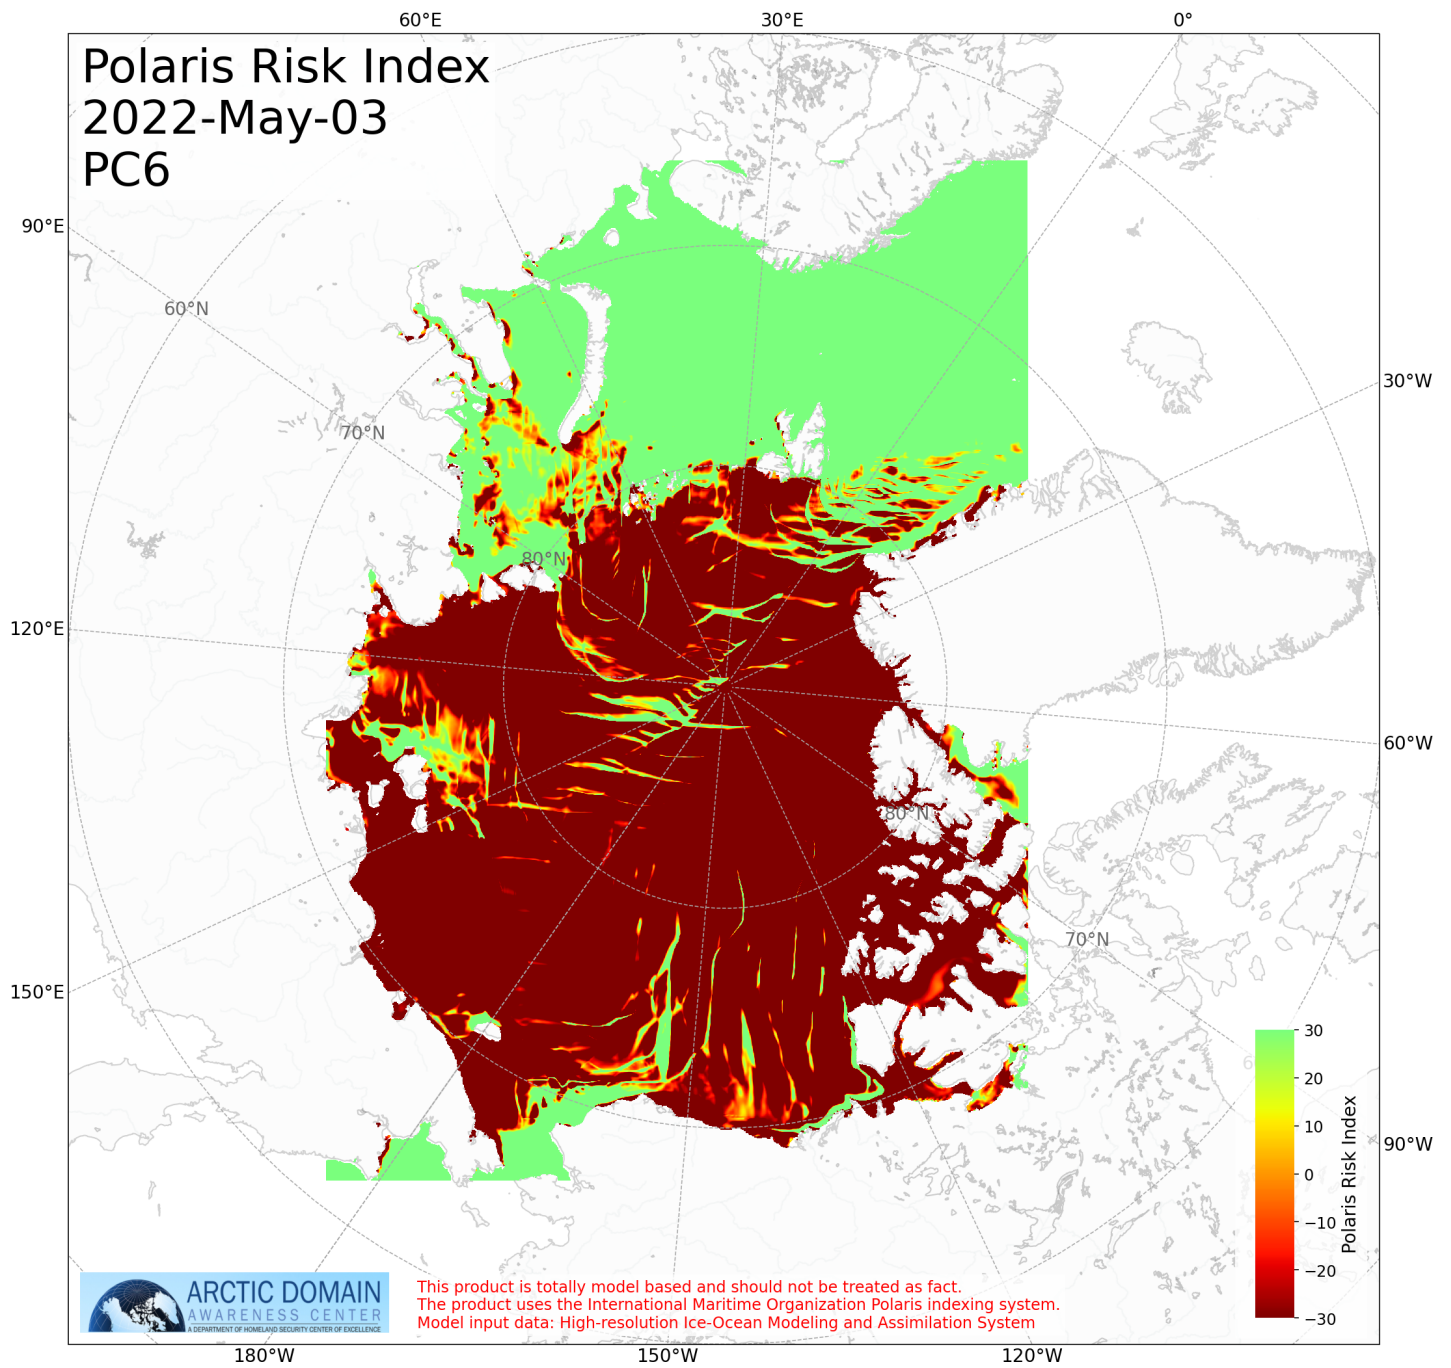 60°E
30°E
0°
Polaris Risk Index
2022-May-03
PC6
90°E
60°N
30°W
70°N
80°N
120°E
60°W
80°N
70°N
150°E
30
20
10
0
−10
−20
−30
Polaris Risk Index
90°W
ARCTIC DOMAIN
AWARENESS CENTER
A DEPARTMENT OF HOMELAND SECURITY CENTER OF EXCELLENCE
This product is totally model based and should not be treated as fact.
The product uses the International Maritime Organization Polaris indexing system.
Model input data: High-resolution Ice-Ocean Modeling and Assimilation System
180°W
150°W
120°W